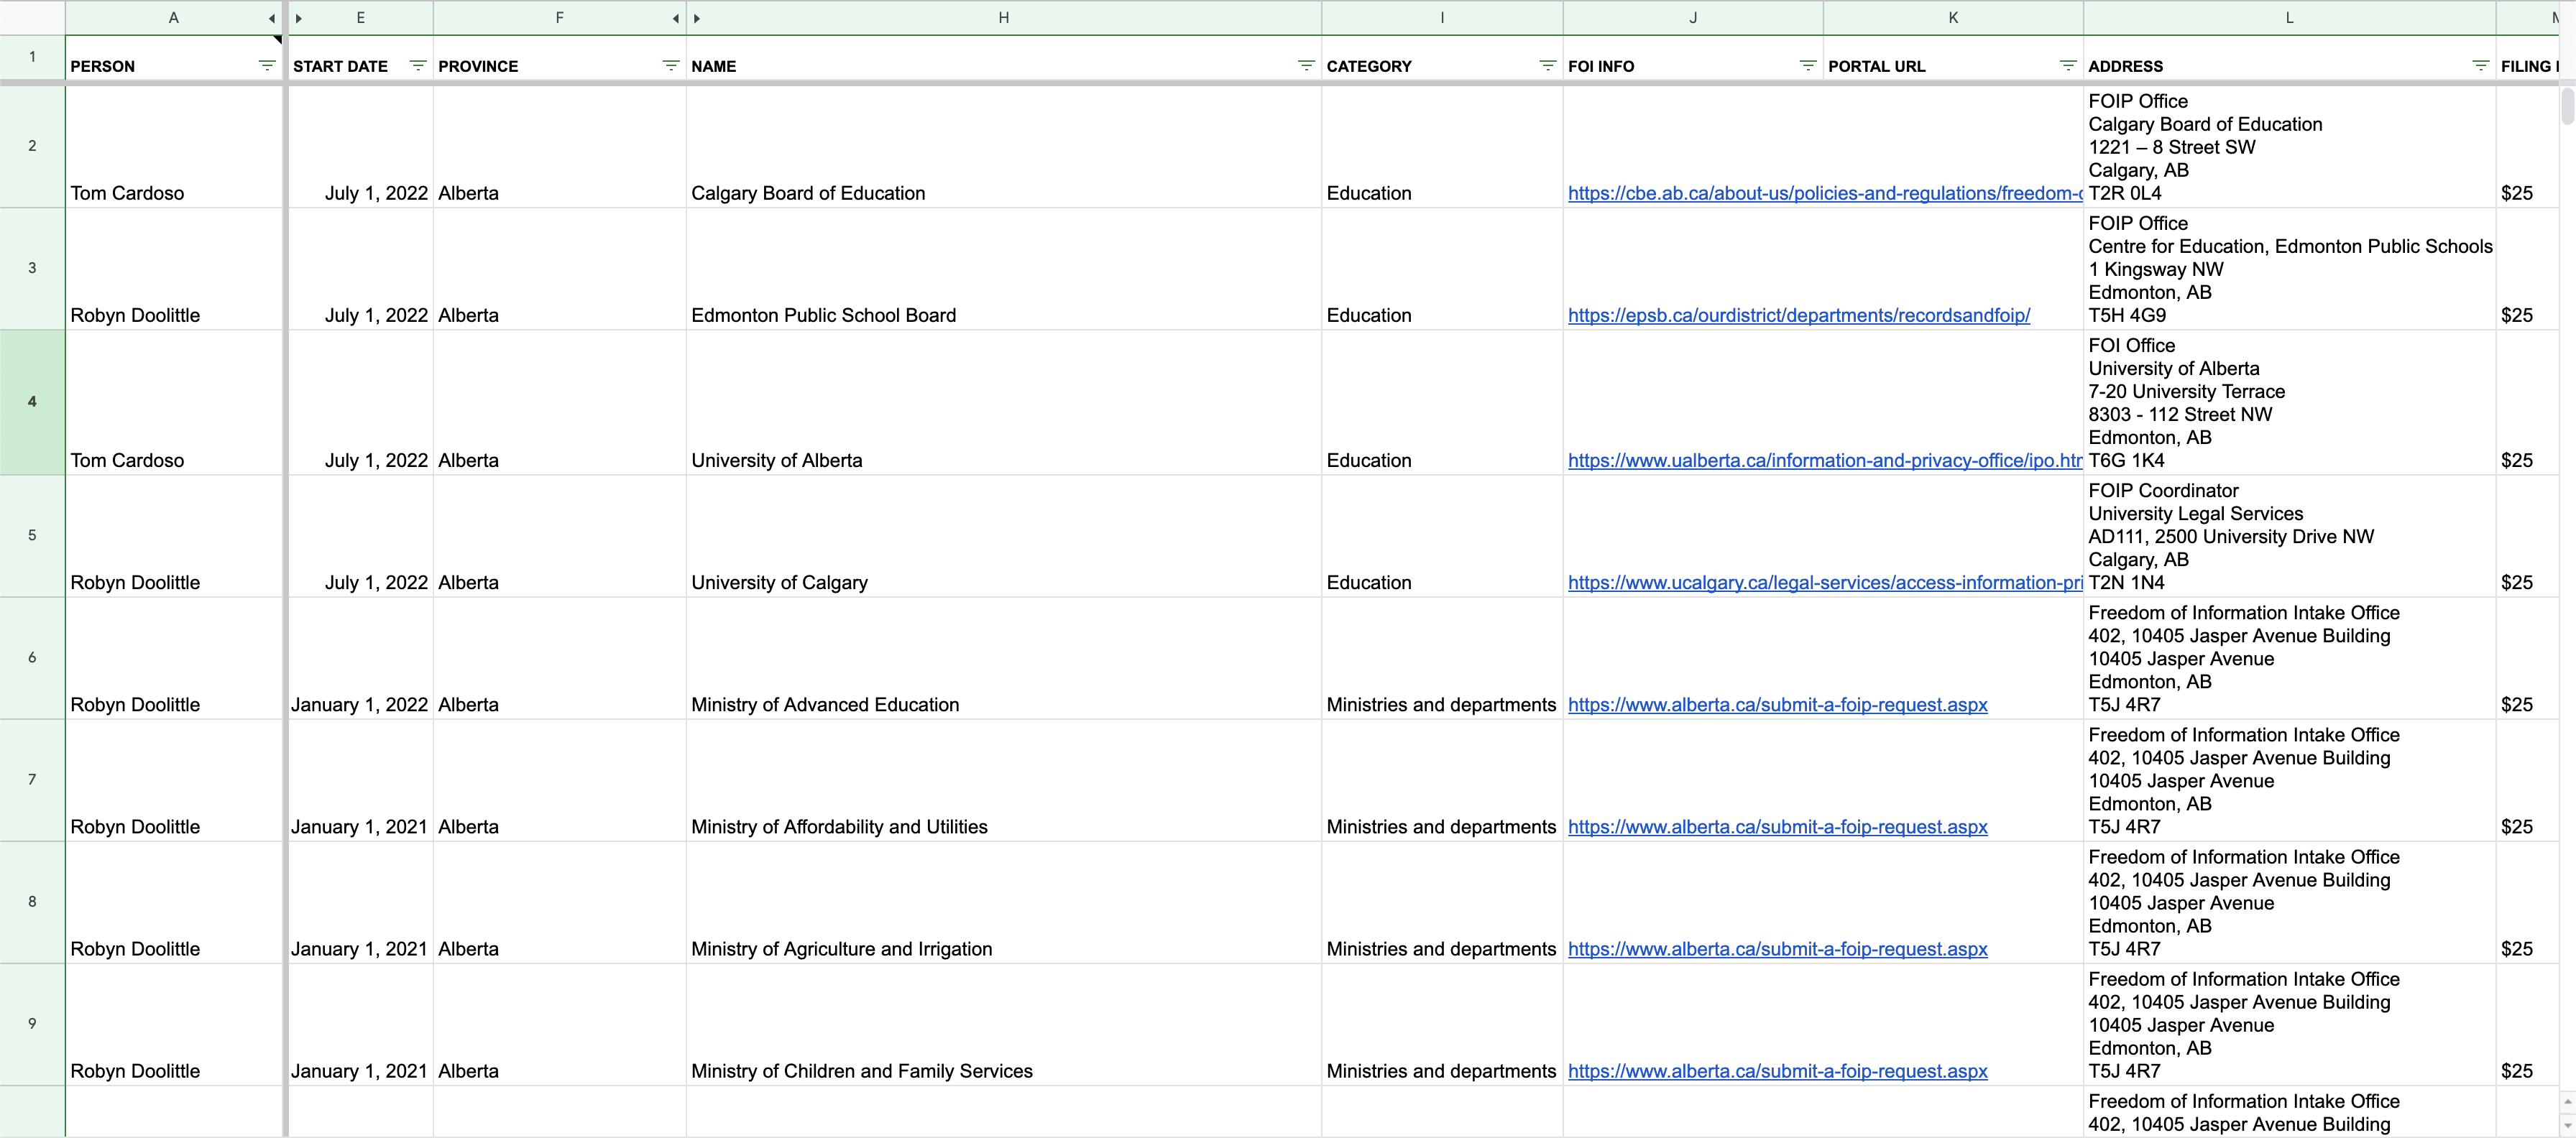 A E F H I J K L
1 PERSON START DATE PROVINCE NAME CATEGORY FOI INFO PORTAL URL ADDRESS FILING
FOIP Office
Calgary Board of Education
2 1221 – 8 Street SW
Calgary, AB
Tom Cardoso July 1, 2022 Alberta Calgary Board of Education Education https://cbe.ab.ca/about-us/policies-and-regulations/freedom- T2R 0L4 $25
FOIP Office
Centre for Education, Edmonton Public Schools
3 1 Kingsway NW
Edmonton, AB
Robyn Doolittle July 1, 2022 Alberta Edmonton Public School Board Education https://epsb.ca/ourdistrict/departments/recordsandfoip/ T5H 4G9 $25
FOI Office
University of Alberta
4 7-20 University Terrace
8303 - 112 Street NW
Edmonton, AB
Tom Cardoso July 1, 2022 Alberta University of Alberta Education https://www.ualberta.ca/information-and-privacy-office/ipo.htm T6G 1K4 $25
FOIP Coordinator
University Legal Services
5 AD111, 2500 University Drive NW
Calgary, AB
Robyn Doolittle July 1, 2022 Alberta University of Calgary Education https://www.ucalgary.ca/legal-services/access-information-pri T2N 1N4 $25
Freedom of Information Intake Office
402, 10405 Jasper Avenue Building
6 10405 Jasper Avenue
Edmonton, AB
Robyn Doolittle January 1, 2022 Alberta Ministry of Advanced Education Ministries and departments https://www.alberta.ca/submit-a-foip-request.aspx T5J 4R7 $25
Freedom of Information Intake Office
402, 10405 Jasper Avenue Building
7 10405 Jasper Avenue
Edmonton, AB
Robyn Doolittle January 1, 2021 Alberta Ministry of Affordability and Utilities Ministries and departments https://www.alberta.ca/submit-a-foip-request.aspx T5J 4R7 $25
Freedom of Information Intake Office
402, 10405 Jasper Avenue Building
8 10405 Jasper Avenue
Edmonton, AB
Robyn Doolittle January 1, 2021 Alberta Ministry of Agriculture and Irrigation Ministries and departments https://www.alberta.ca/submit-a-foip-request.aspx T5J 4R7 $25
Freedom of Information Intake Office
402, 10405 Jasper Avenue Building
9 10405 Jasper Avenue
Edmonton, AB
Robyn Doolittle January 1, 2021 Alberta Ministry of Children and Family Services Ministries and departments https://www.alberta.ca/submit-a-foip-request.aspx T5J 4R7 $25
Freedom of Information Intake Office
402, 10405 Jasper Avenue Building